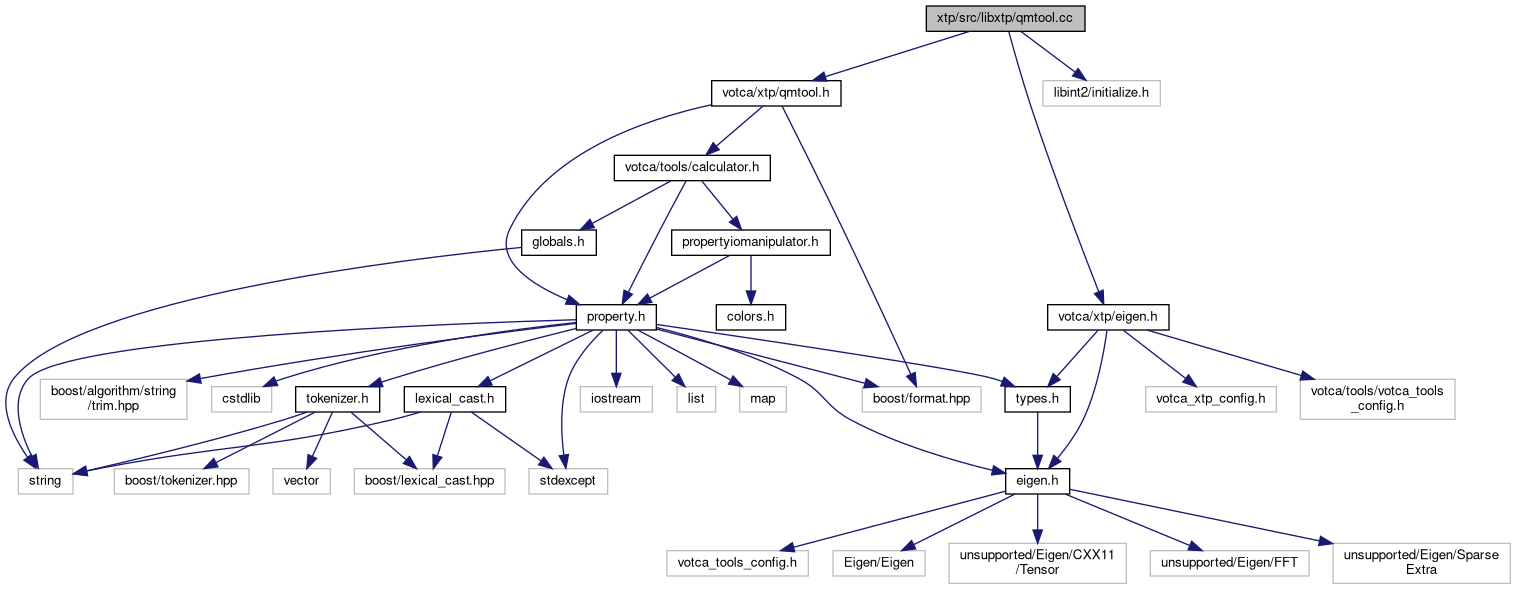 xtp/src/libxtp/qmtool.cc
votca/xtp/qmtool.h
libint2/initialize.h
votca/tools/calculator.h
globals.h
propertyiomanipulator.h
property.h
colors.h
votca/xtp/eigen.h
boost/algorithm/string
/trim.hpp
cstdlib
tokenizer.h
lexical_cast.h
iostream
list
map
boost/format.hpp
types.h
votca_xtp_config.h
votca/tools/votca_tools
_config.h
string
boost/tokenizer.hpp
vector
boost/lexical_cast.hpp
stdexcept
eigen.h
votca_tools_config.h
Eigen/Eigen
unsupported/Eigen/CXX11
/Tensor
unsupported/Eigen/FFT
unsupported/Eigen/Sparse
Extra